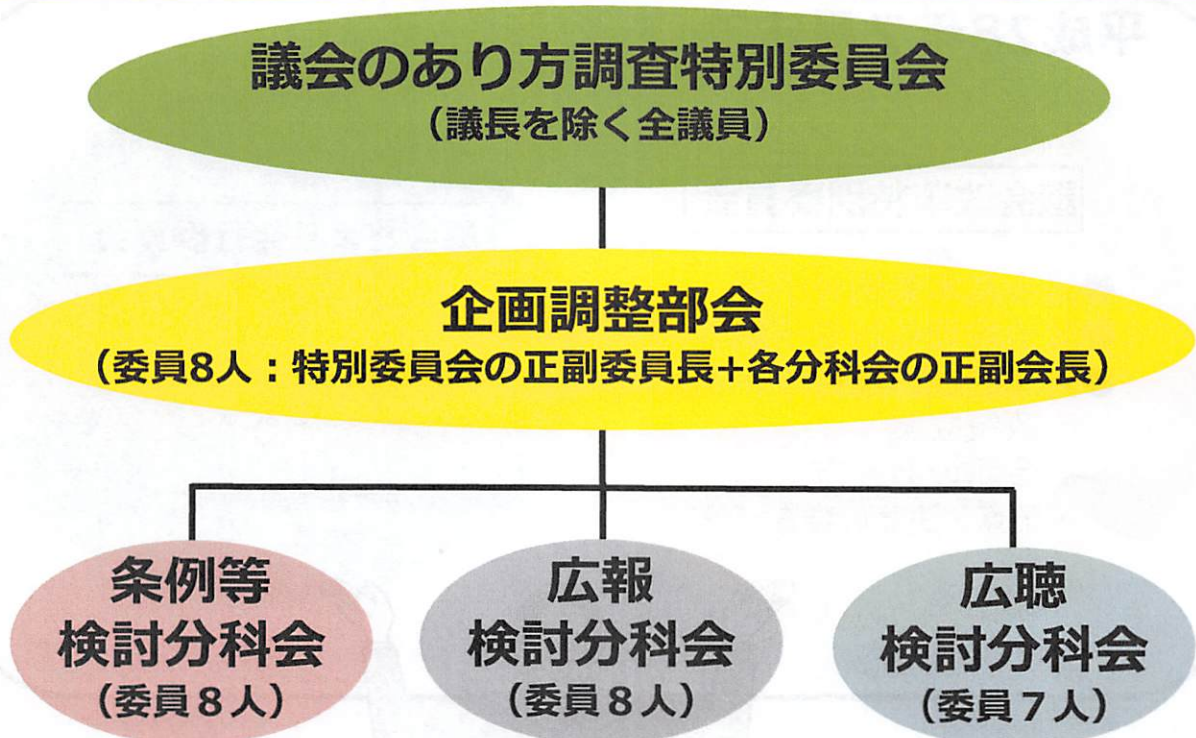 議会のあり方調査特別委員会
（議長を除く全議員）
企画調整部会
（委員8人：特別委員会の正副委員長+各分科会の正副会長）
条例等
検討分科会
（委員８人）
広報
検討分科会
（委員８人）
広聴
検討分科会
（委員７人）